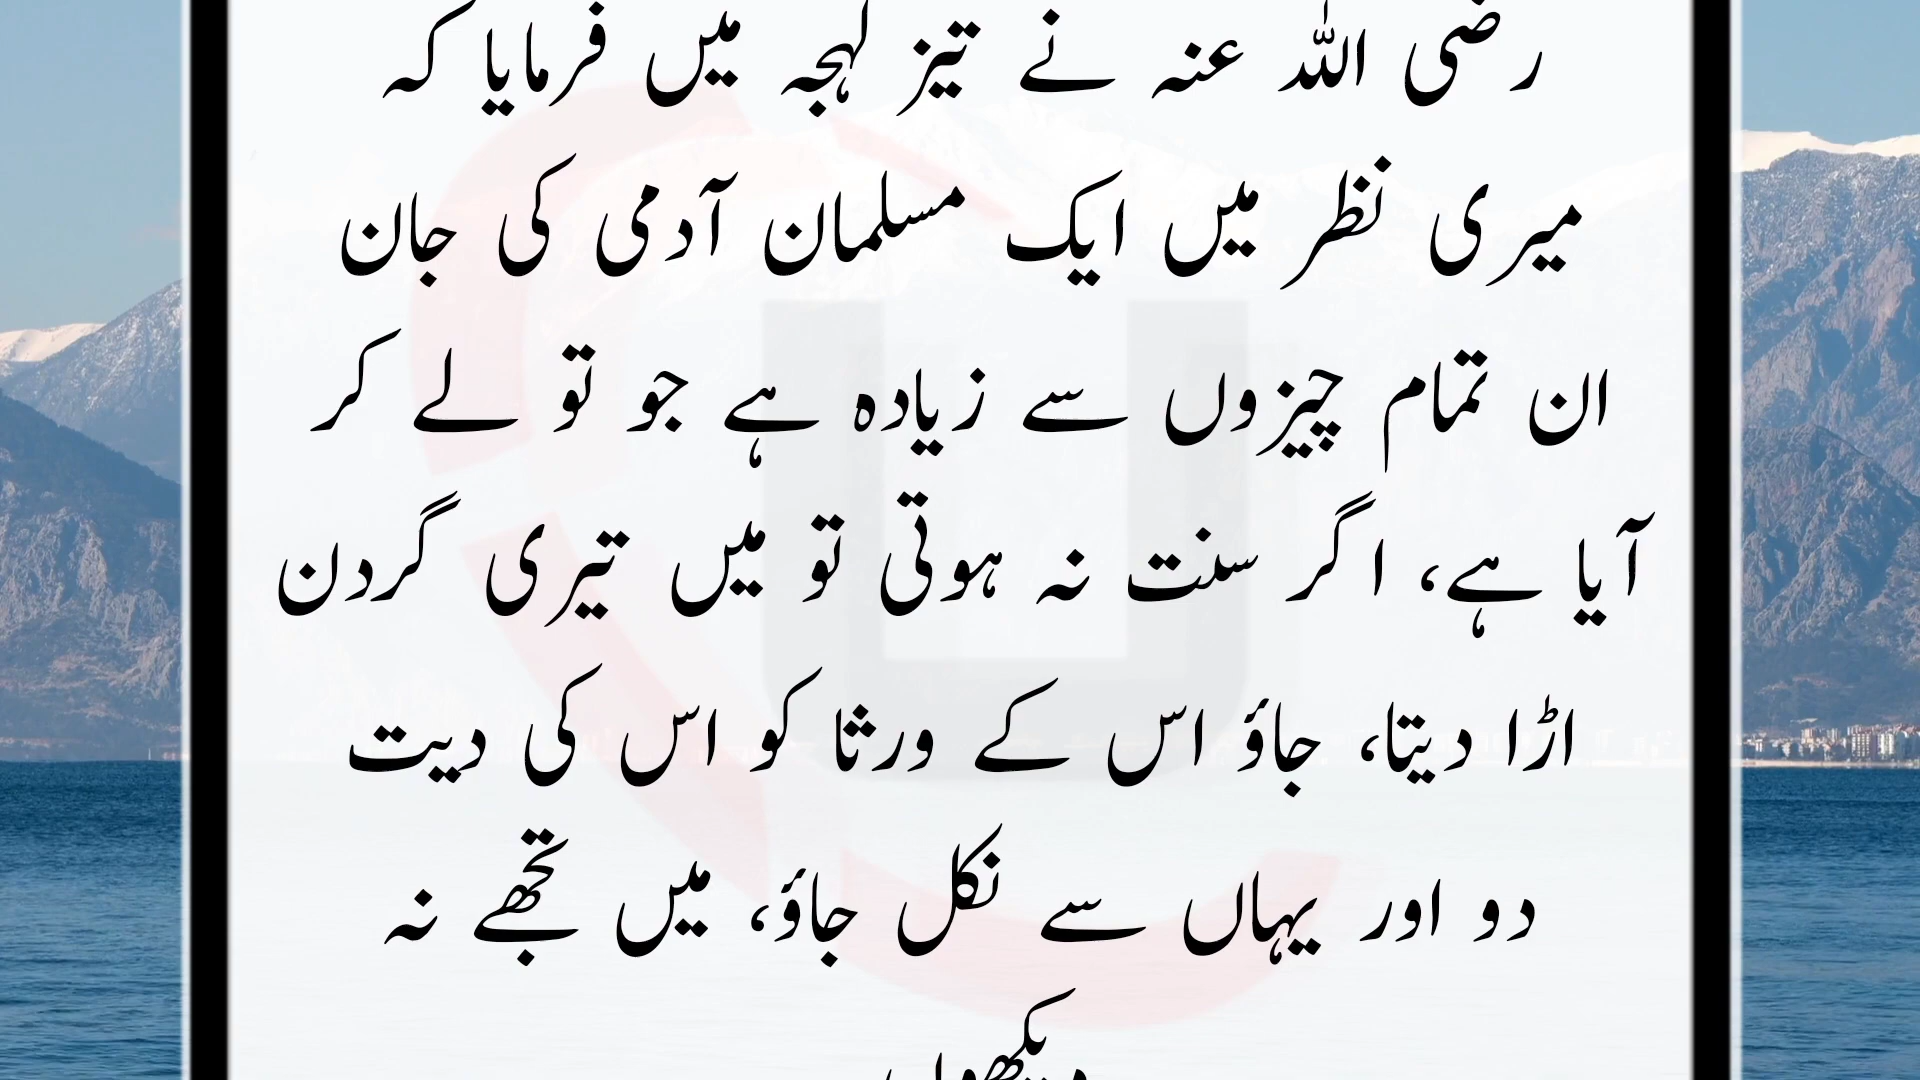 رضی اللہ عنہ نے تیز لہجہ میں فرمایا کہ
میری نظر میں ایک مسلمان آدمی کی جان
ان تمام چیزوں سے زیادہ ہے جو تو لے کر
آیا ہے، اگر سنت نہ ہوتی تو میں تیری گردن
اڑا دیتا، جاؤ اس کے ورثا کو اس کی دیت
دو اور یہاں سے نکل جاؤ، میں تجھے نہ
دیکھوں